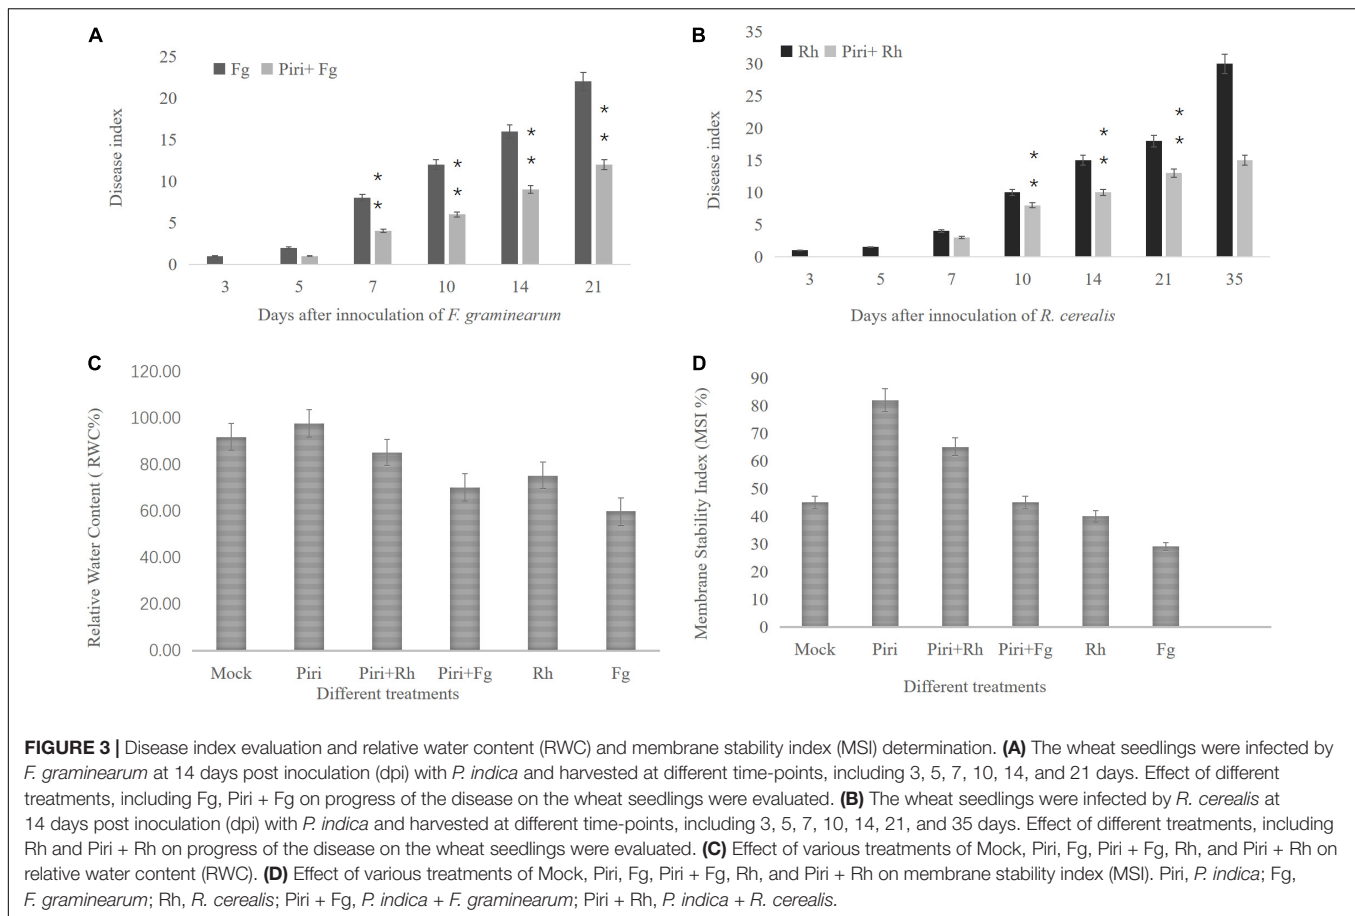 A
25
20
15
10
5
0
Disease index
Fg Piri+ Fg
* * * * * * * *
3 5 7 10 14 21
Days after innoculation of F. graminearum
B
35
30
25
20
15
10
5
0
Disease index
Rh Piri+ Rh
* * * * * *
3 5 7 10 14 21 35
Days after innoculation of R. cerealis
C
120.00
100.00
80.00
60.00
40.00
20.00
0.00
Relative Water Content ( RWC%)
Mock Piri Piri+Rh Piri+Fg Rh Fg
Different treatments
D
90
80
70
60
50
40
30
20
10
0
Membrane Stability Index (MSI %)
Mock Piri Piri+Rh Piri+Fg Rh Fg
Different treatments
FIGURE 3 | Disease index evaluation and relative water content (RWC) and membrane stability index (MSI) determination. (A) The wheat seedlings were infected by
F. graminearum at 14 days post inoculation (dpi) with P. indica and harvested at different time-points, including 3, 5, 7, 10, 14, and 21 days. Effect of different
treatments, including Fg, Piri + Fg on progress of the disease on the wheat seedlings were evaluated. (B) The wheat seedlings were infected by R. cerealis at
14 days post inoculation (dpi) with P. indica and harvested at different time-points, including 3, 5, 7, 10, 14, 21, and 35 days. Effect of different treatments, including
Rh and Piri + Rh on progress of the disease on the wheat seedlings were evaluated. (C) Effect of various treatments of Mock, Piri, Fg, Piri + Fg, Rh, and Piri + Rh on
relative water content (RWC). (D) Effect of various treatments of Mock, Piri, Fg, Piri + Fg, Rh, and Piri + Rh on membrane stability index (MSI). Piri, P. indica; Fg,
F. graminearum; Rh, R. cerealis; Piri + Fg, P. indica + F. graminearum; Piri + Rh, P. indica + R. cerealis.